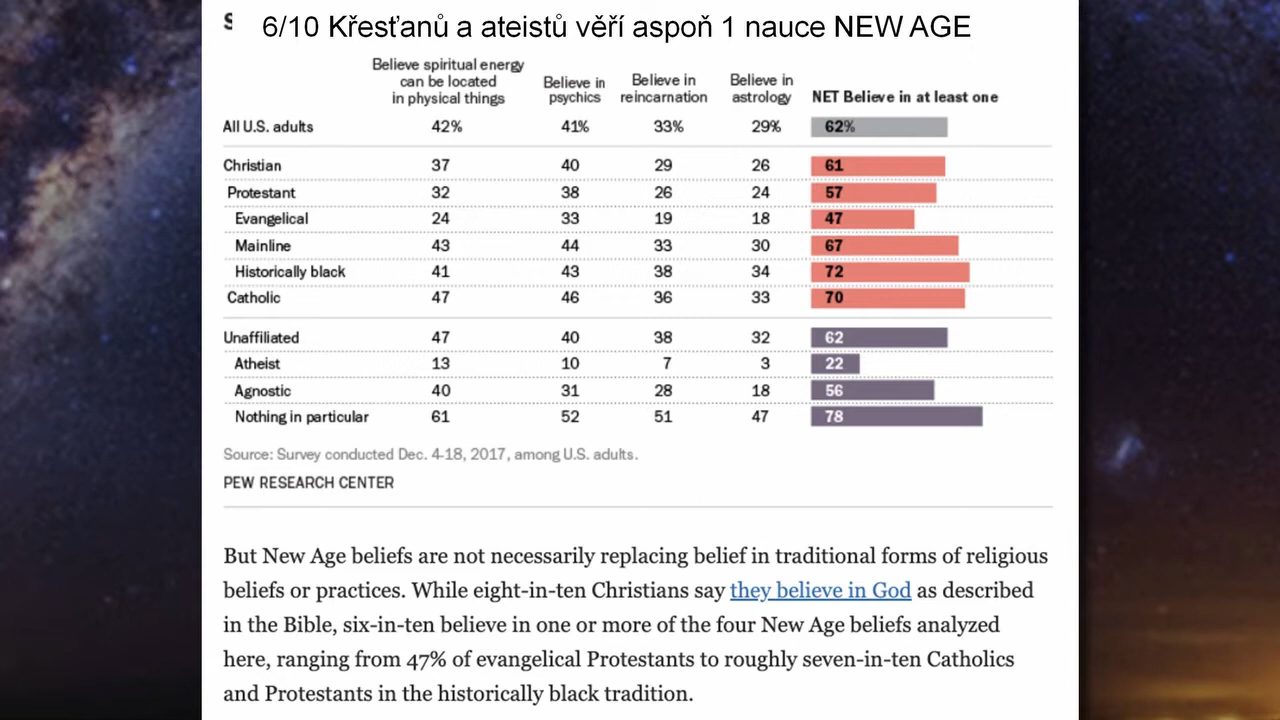 6/10 Křesťanů a ateistů věří aspoň 1 nauce NEW AGE
Believe spiritual energy can be located in physical things Believe in psychics Believe in reincarnation Believe in astrology NET Believe in at least one
All U.S. adults 42% 41% 33% 29% 62%
Christian 37 40 29 26 61
Protestant 32 38 26 24 57
Evangelical 24 33 19 18 47
Mainline 43 44 33 30 67
Historically black 41 43 38 34 72
Catholic 47 46 36 33 70
Unaffiliated 47 40 38 32 62
Atheist 13 10 7 3 22
Agnostic 40 31 28 18 56
Nothing in particular 61 52 51 47 78
Source: Survey conducted Dec. 4-18, 2017, among U.S. adults.
PEW RESEARCH CENTER
But New Age beliefs are not necessarily replacing belief in traditional forms of religious
beliefs or practices. While eight-in-ten Christians say they believe in God as described
in the Bible, six-in-ten believe in one or more of the four New Age beliefs analyzed
here, ranging from 47% of evangelical Protestants to roughly seven-in-ten Catholics
and Protestants in the historically black tradition.